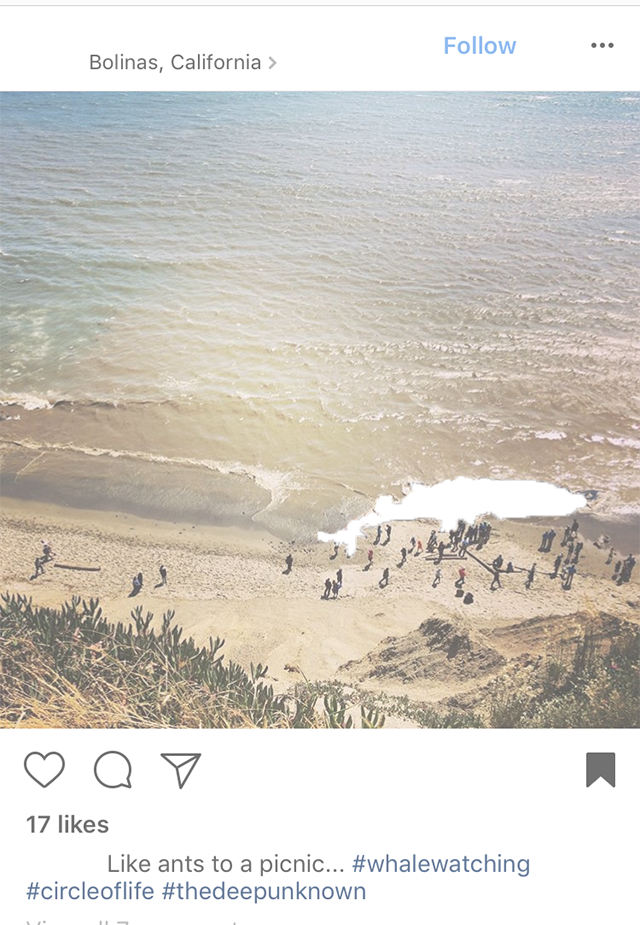 Bolinas, California
Follow
17 likes
Like ants to a picnic... #whalewatching
#circleoflife #thedeepunknown